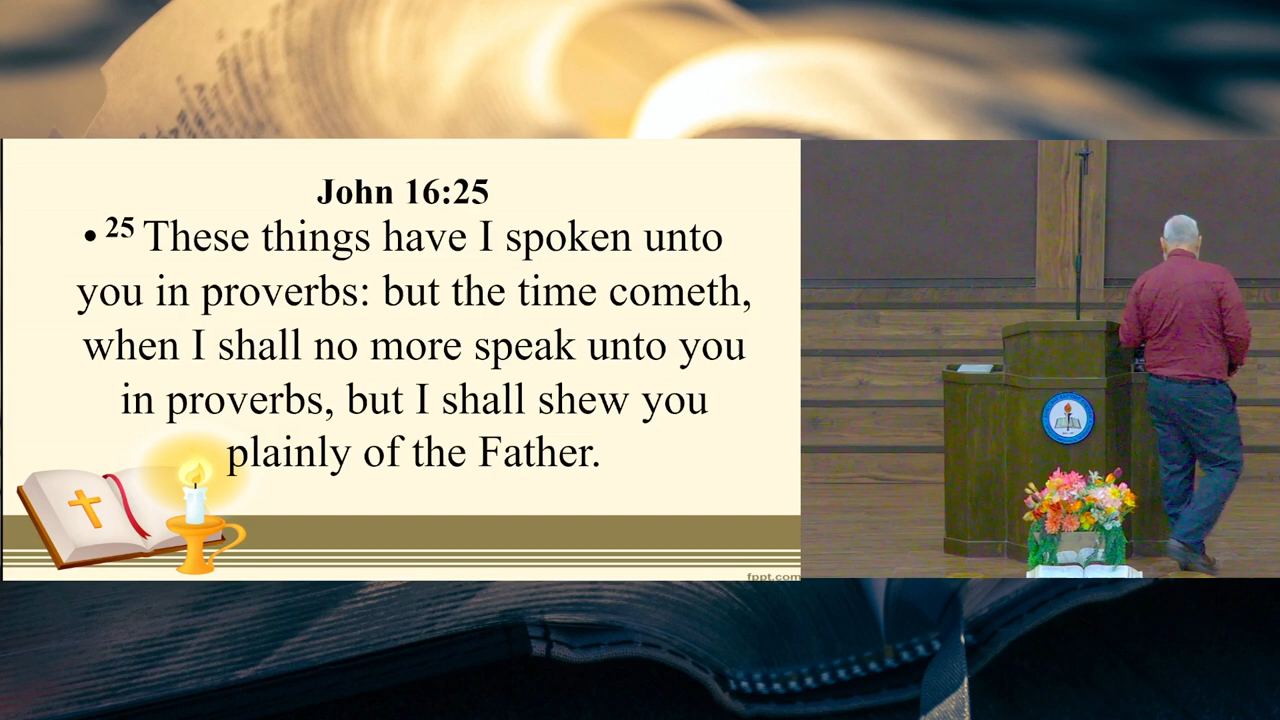 John 16:25
• 25 These things have I spoken unto
you in proverbs: but the time cometh,
when I shall no more speak unto you
in proverbs, but I shall shew you
plainly of the Father.
fppt.com